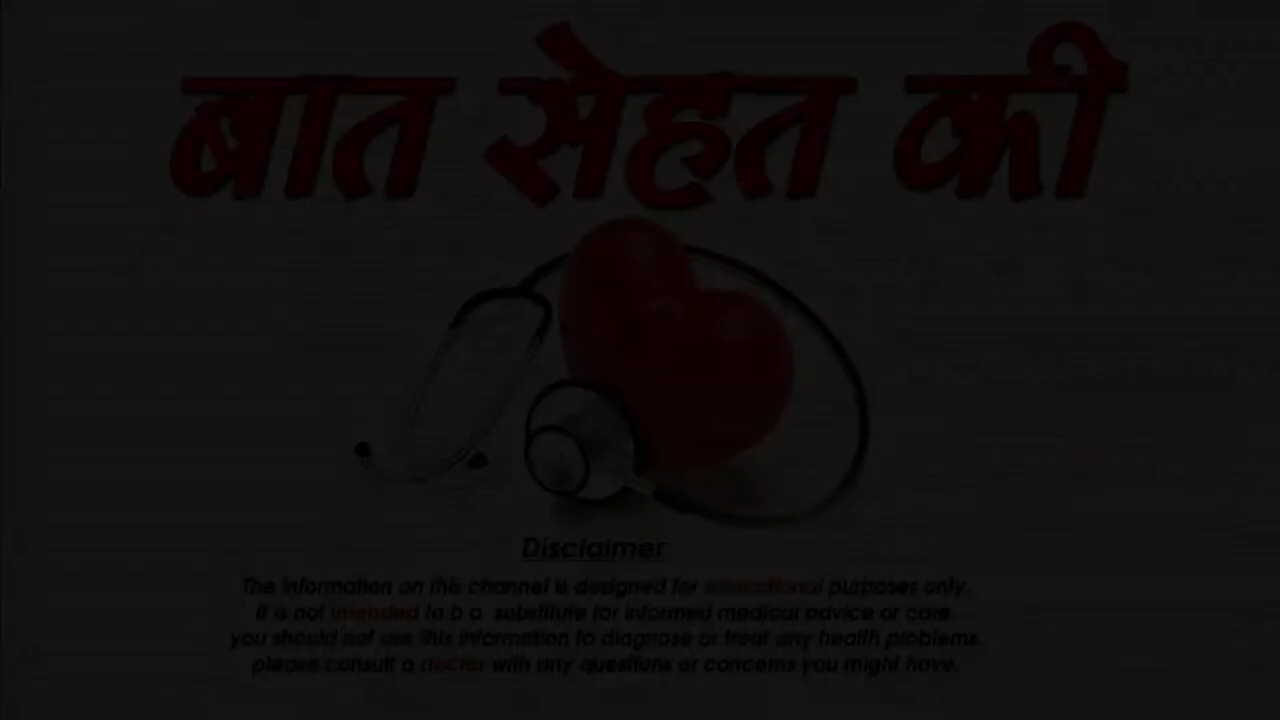 बात सेहत की
Disclaimer
The information on this channel is designed for educational purposes only.
It is not intended to b a substitute for informed medical advice or care.
you should not use this information to diagnose or treat any health problems.
please consult a doctor with any questions or concerns you might have.